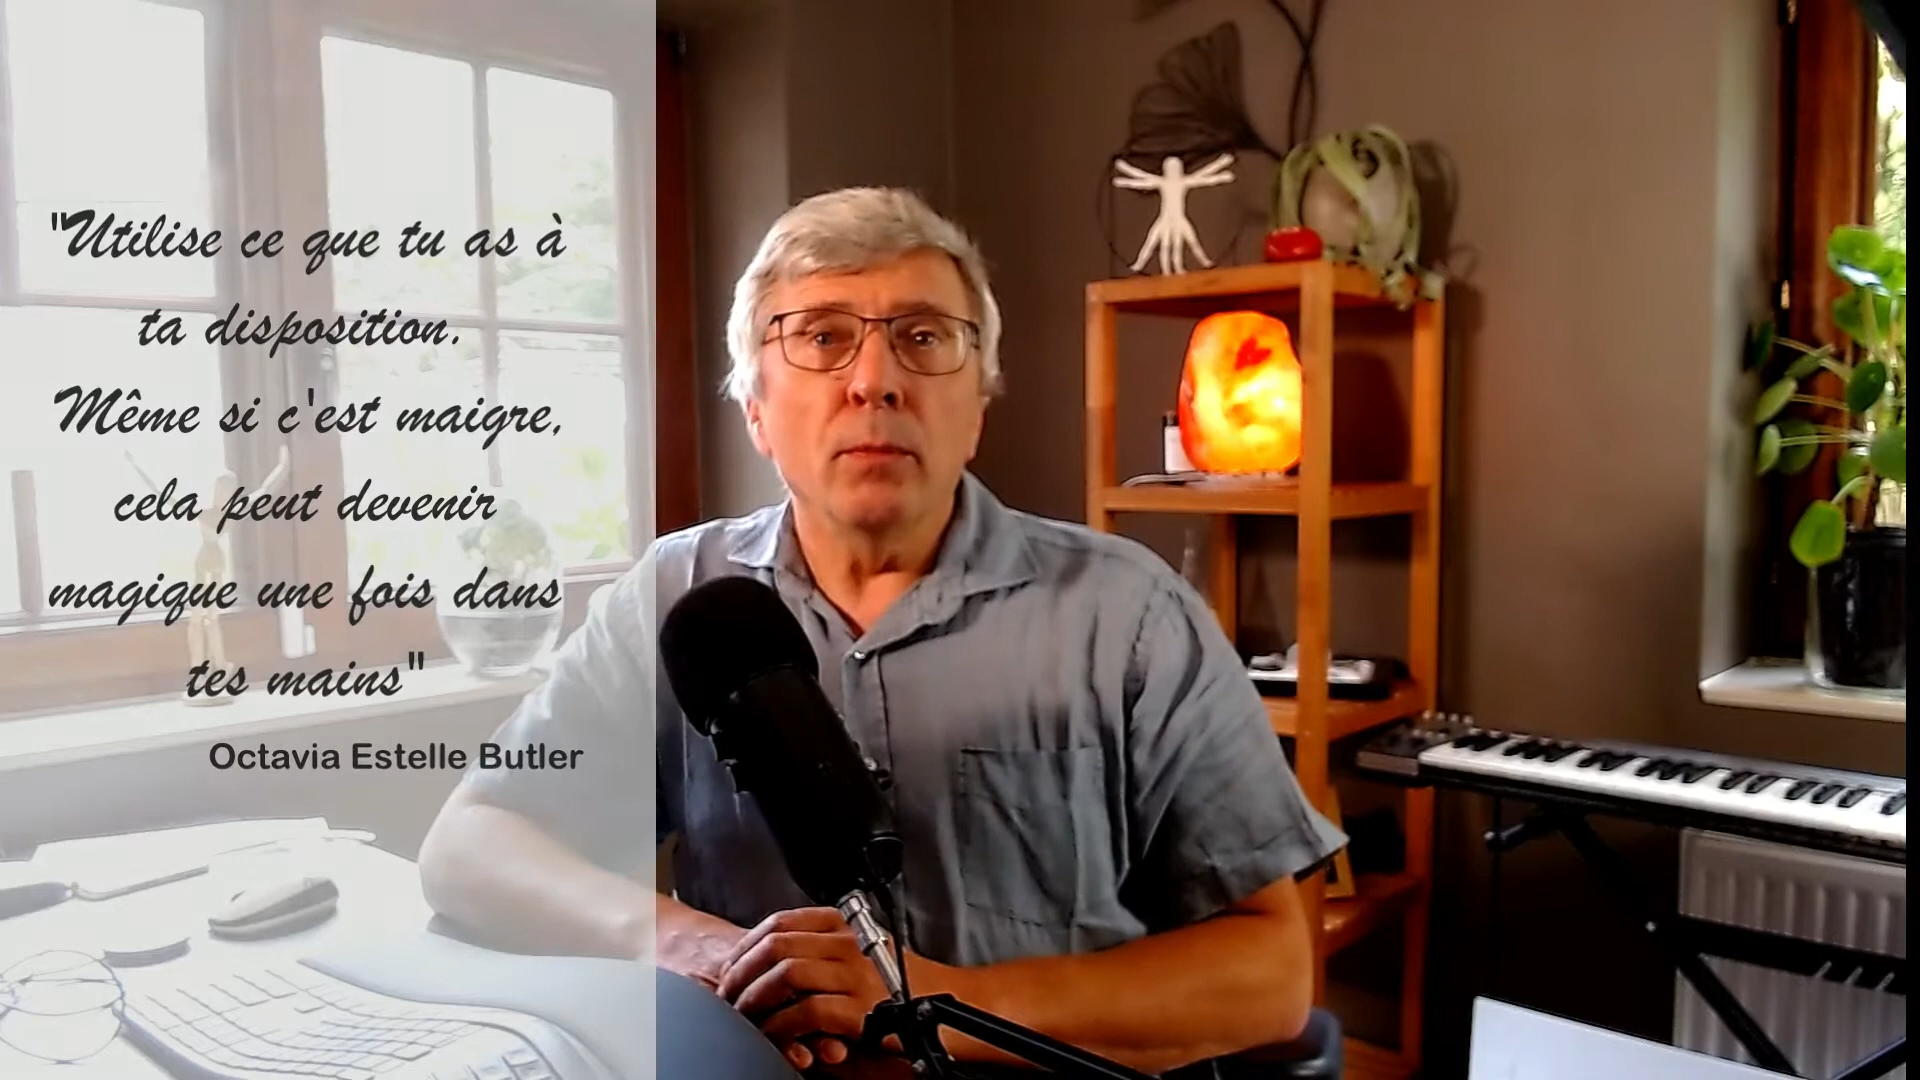 "Utilise ce que tu as à
ta disposition.
Même si c'est maigre,
cela peut devenir
magique une fois dans
tes mains"
Octavia Estelle Butler